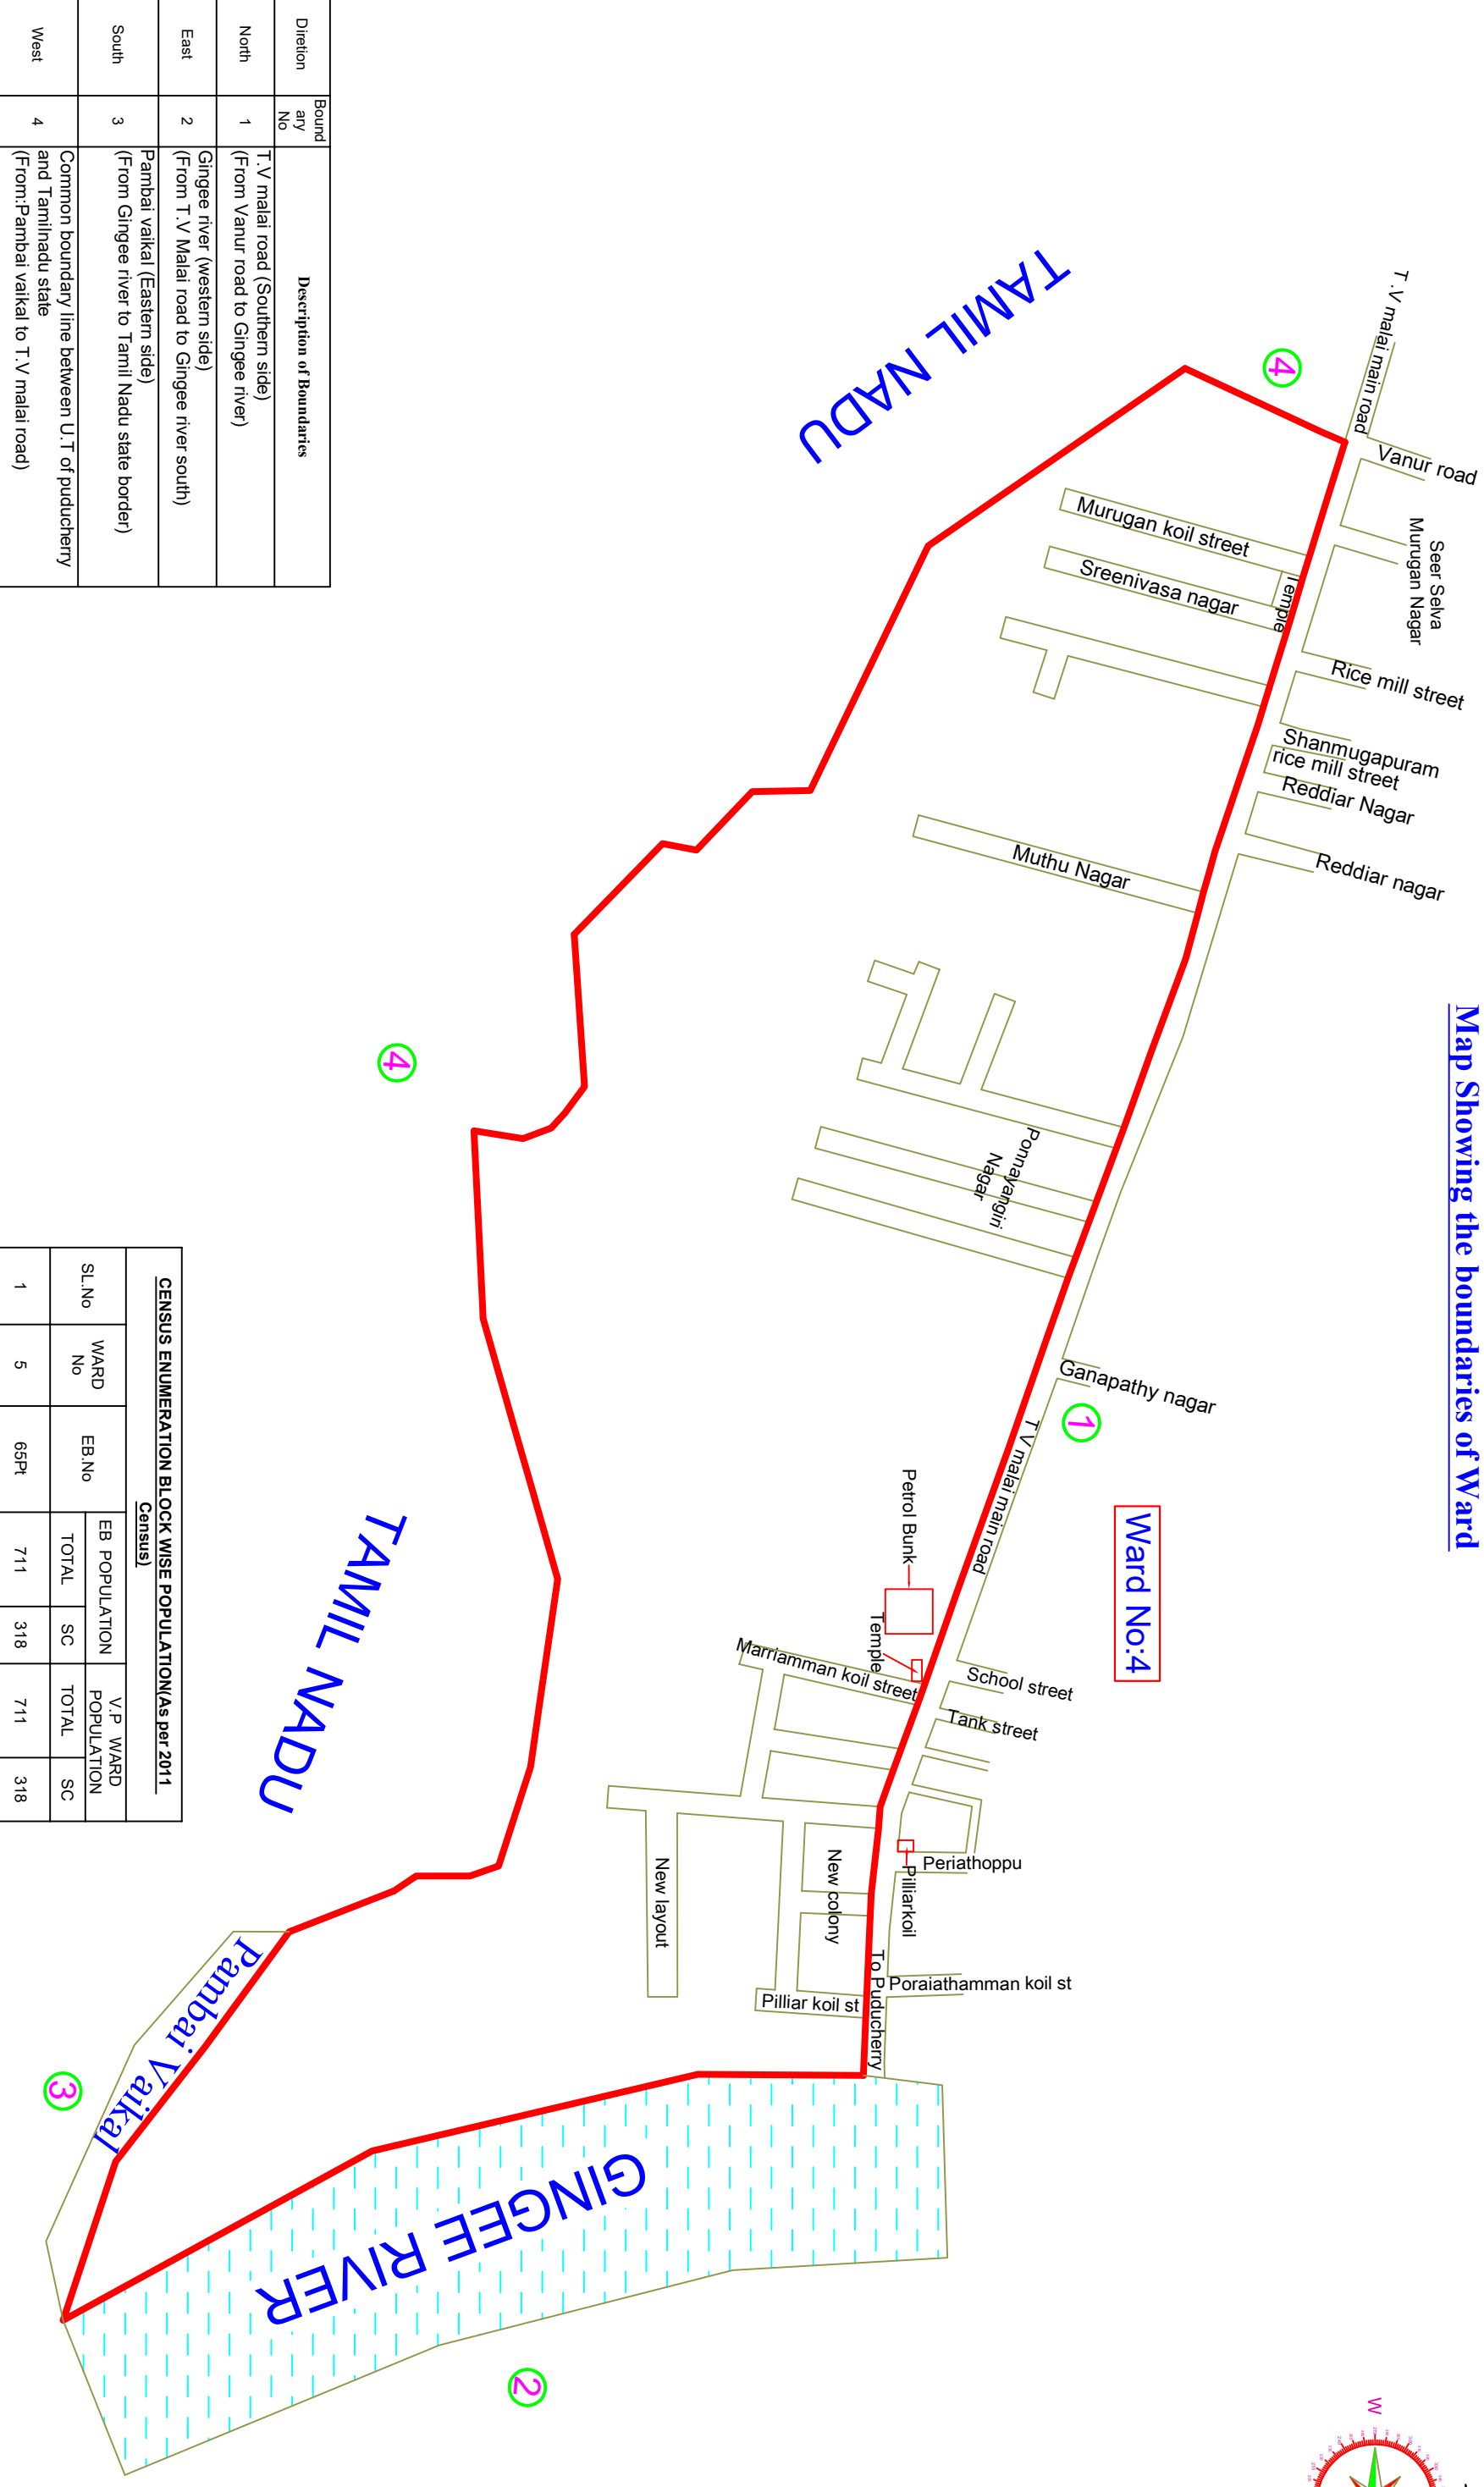 Map Showing the boundaries of Ward
T.V malai main road
Vanur road
Seer Selva
Murugan Nagar
Rice mill street
Shanmugapuram
rice mill street
Reddiar Nagar
Reddiar nagar
4
TAMIL NADU
Murugan koil street
Temple
Sreenivasa nagar
Muthu Nagar
Ponnayangiri
Nagar
Ganapathy nagar
1
T.V malai main road
Ward No:4
Petrol Bunk
Temple
Marriamman koil street
School street
Tank street
Periathoppu
Pilliarkoil
New colony
New layout
To Puducherry
Poraiathamman koil st
Pilliar koil st
4
TAMIL NADU
Pambai Vaikal
3
GINGEE RIVER
2
W
Diretion
Bound
ary
No
Description of Boundaries
North
1
T.V malai road (Southern side)
(From Vanur road to Gingee river)
East
2
Gingee river (western side)
(From T.V Malai road to Gingee river south)
South
3
Pambai vaikal (Eastern side)
(From Gingee river to Tamil Nadu state border)
West
4
Common boundary line between U.T of puducherry
and Tamilnadu state
(From:Pambai vaikal to T.V malai road)
CENSUS ENUMERATION BLOCK WISE POPULATION(As per 2011
Census)
SL.No
WARD
No
EB.No
EB POPULATION
V.P WARD
POPULATION
TOTAL
SC
TOTAL
SC
1
5
65Pt
711
318
711
318